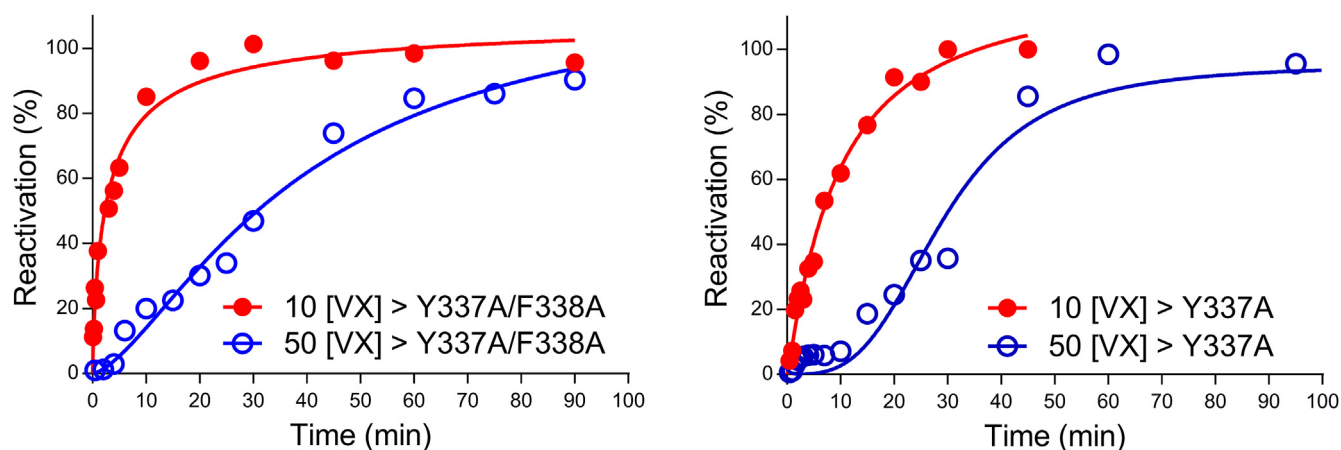 Reactivation (%)
100
80
60
40
20
0
10 [VX] > Y337A/F338A
50 [VX] > Y337A/F338A
0 10 20 30 40 50 60 70 80 90 100
Time (min)
Reactivation (%)
100
80
60
40
20
0
10 [VX] > Y337A
50 [VX] > Y337A
0 10 20 30 40 50 60 70 80 90 100
Time (min)